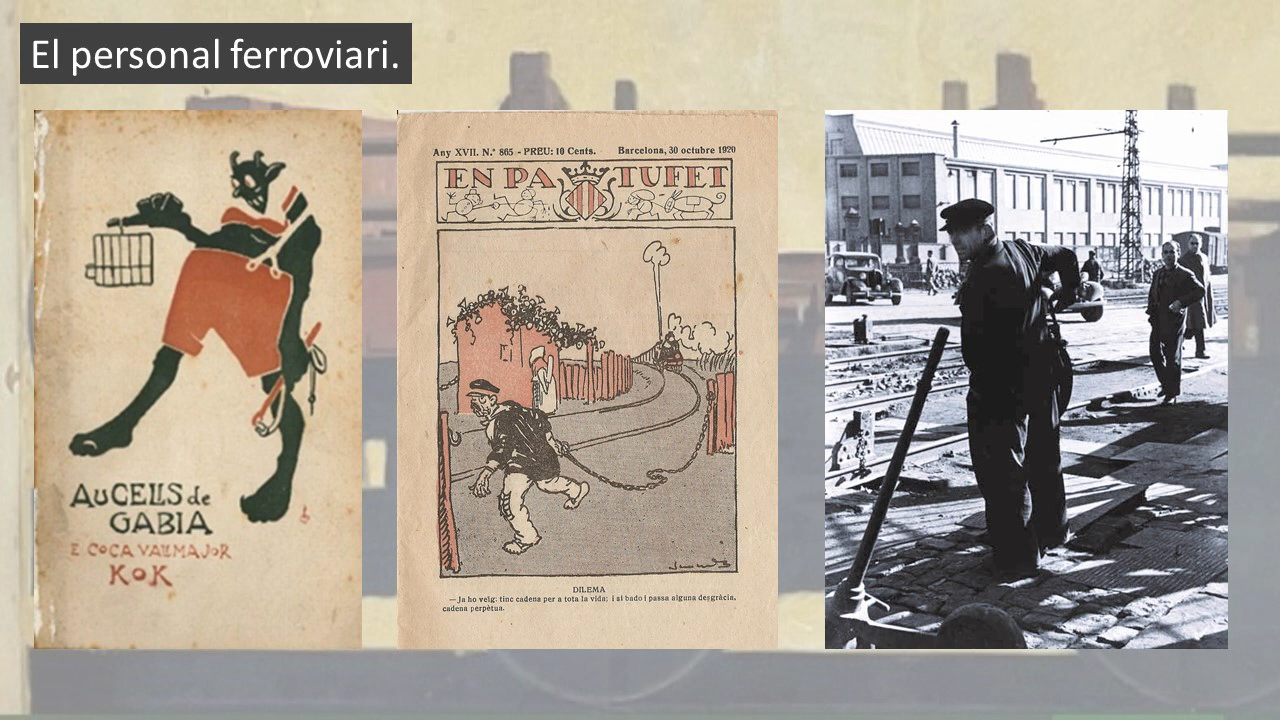 El personal ferroviari.
AUCELLS de
GABIA
E. COCA VALLMAJOR
KOK
Any XVII. N.º 865 - PREU: 10 Cents. Barcelona, 30 octubre 1920
EN PATUFET
DILEMA
—Ja ho veig: tinc cadena per a tota la vida; i si bado i passa alguna desgràcia,
cadena perpètua.